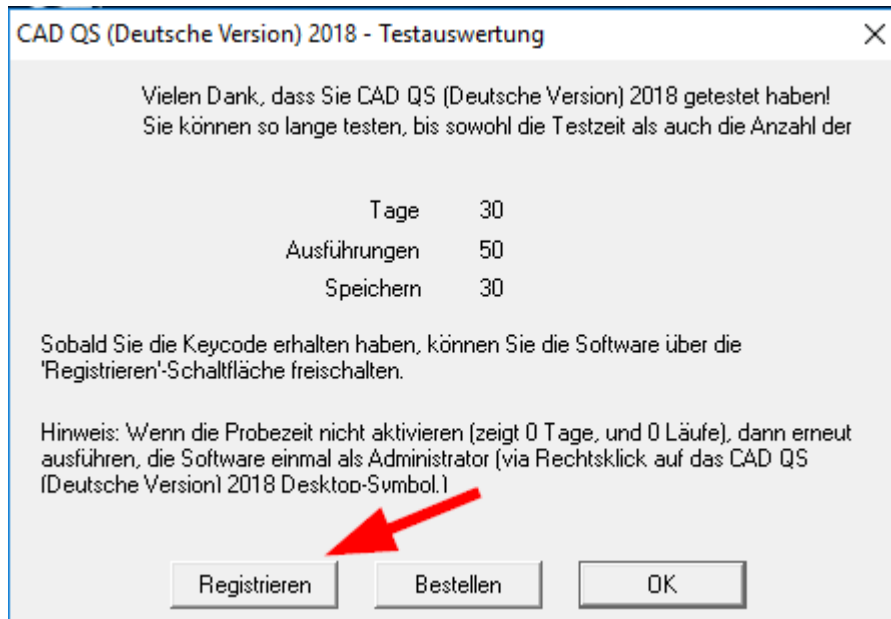 CAD QS (Deutsche Version) 2018 - Testauswertung
Vielen Dank, dass Sie CAD QS (Deutsche Version) 2018 getestet haben!
Sie können so lange testen, bis sowohl die Testzeit als auch die Anzahl der
Tage 30
Ausführungen 50
Speichern 30
Sobald Sie die Keycode erhalten haben, können Sie die Software über die
'Registrieren'-Schaltfläche freischalten.
Hinweis: Wenn die Probezeit nicht aktivieren (zeigt 0 Tage, und 0 Läufe), dann erneut
ausführen, die Software einmal als Administrator (via Rechtsklick auf das CAD QS
(Deutsche Version) 2018 Desktop-Symbol.)
Registrieren Bestellen OK